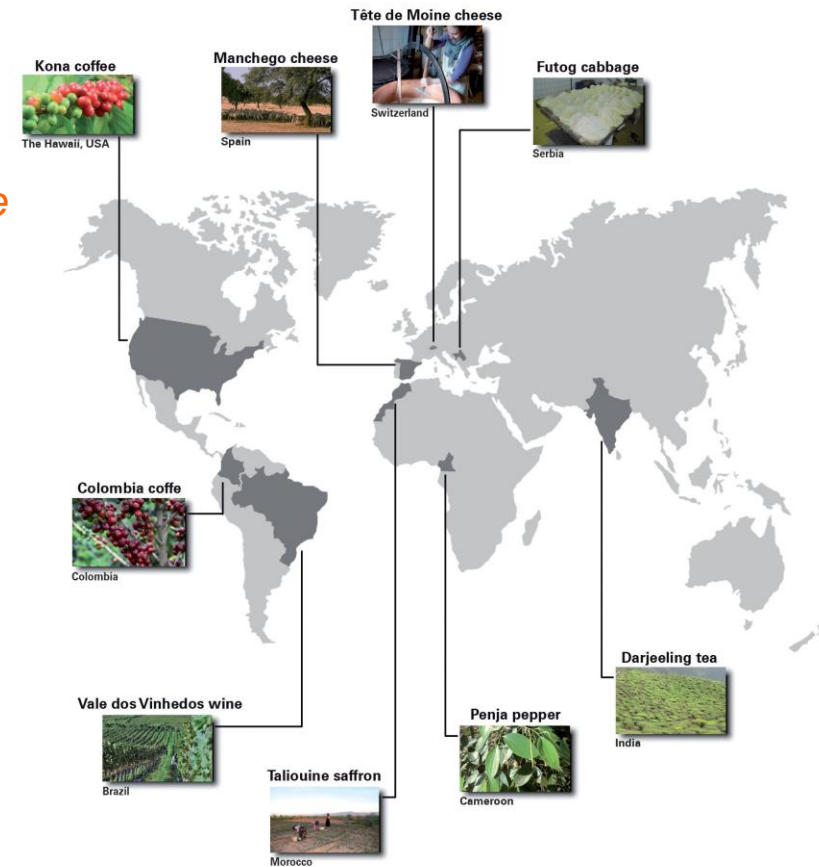 Tête de Moine cheese
Switzerland
Kona coffee
The Hawaii, USA
Manchego cheese
Spain
Futog cabbage
Serbia
e
Colombia coffe
Colombia
Darjeeling tea
India
Vale dos Vinhedos wine
Brazil
Penja pepper
Cameroon
Taliouine saffron
Morocco